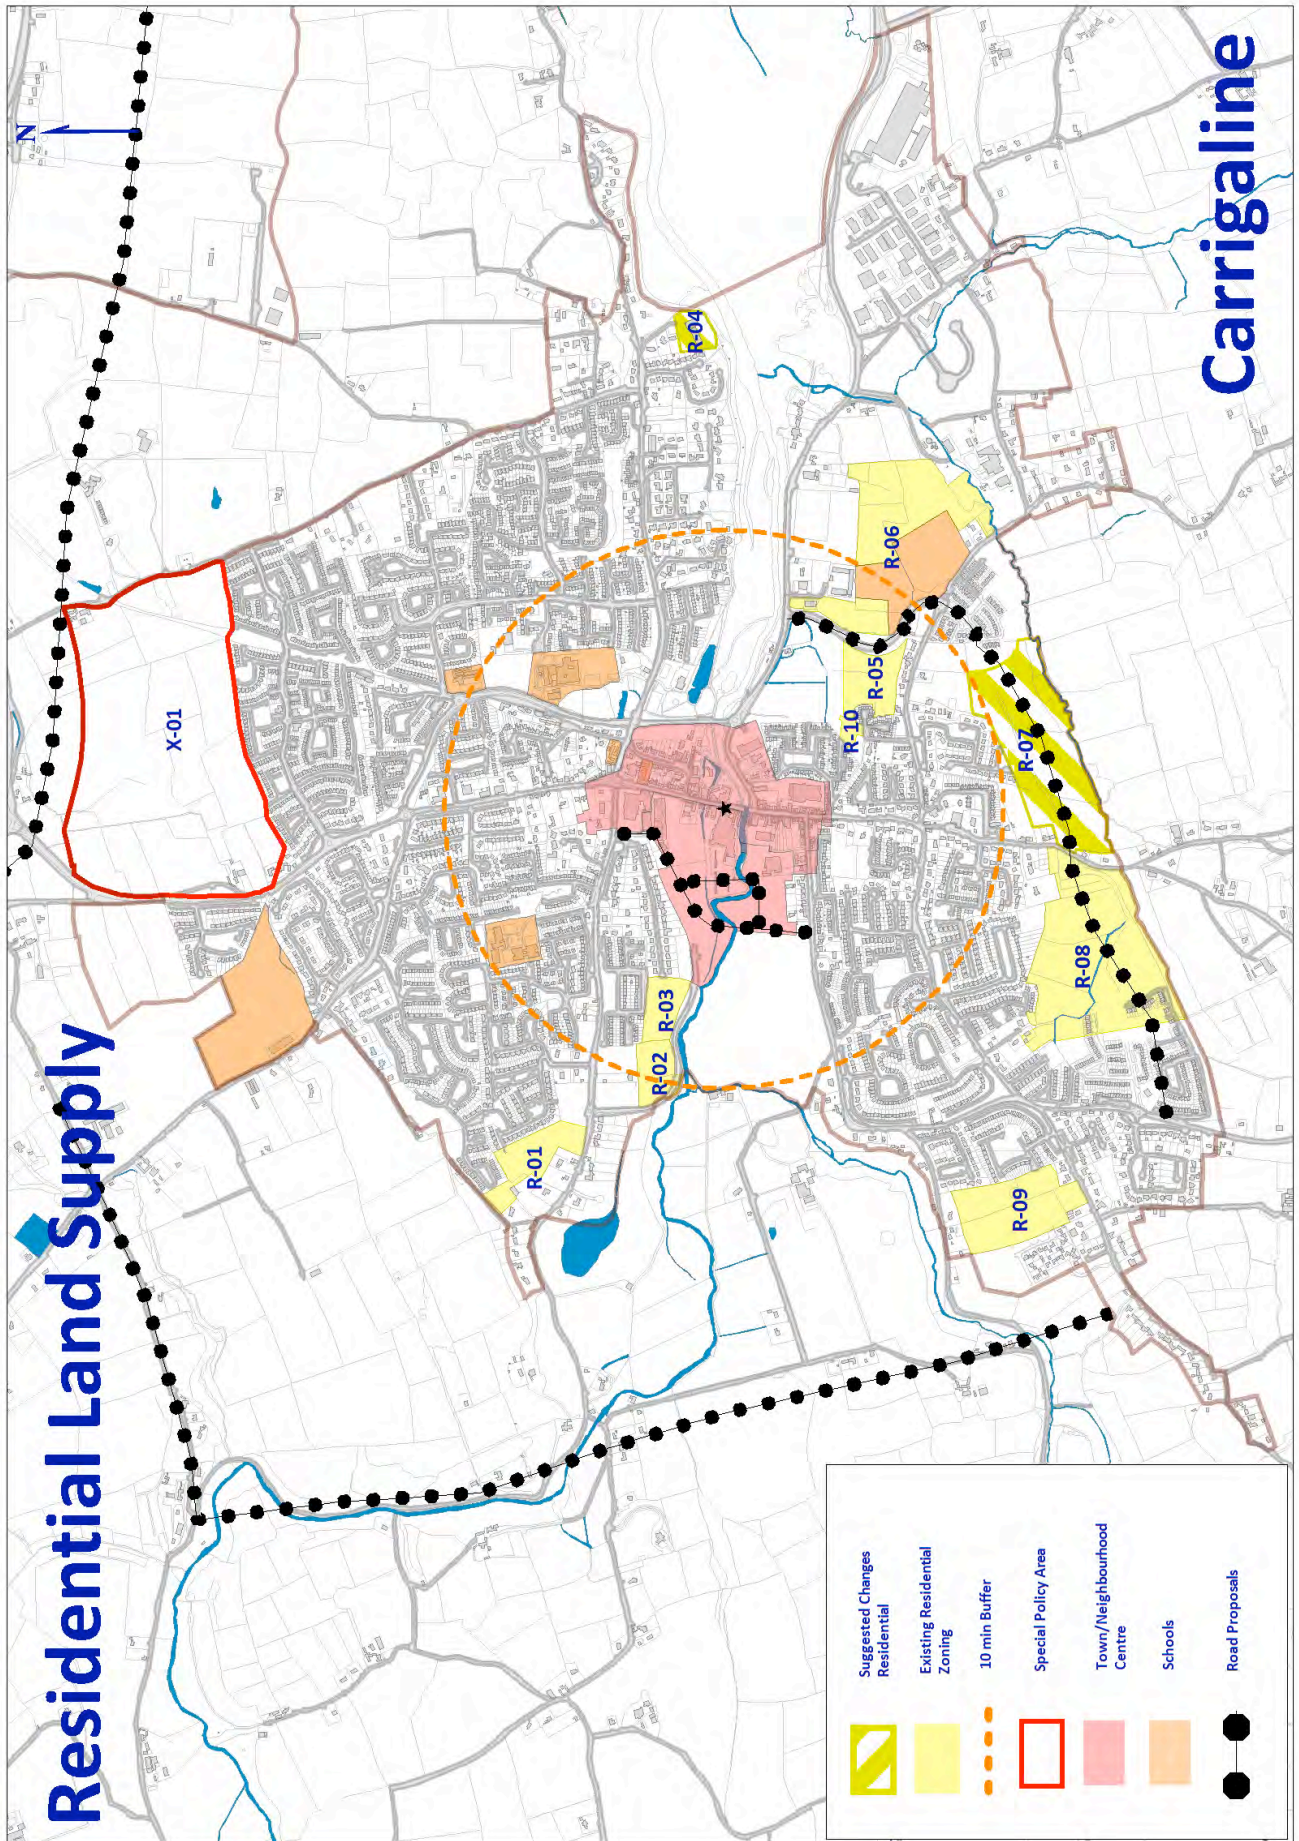 Residential Land Supply
N
X-01
R-04
R-06
R-05
R-10
R-07
R-03
R-02
R-01
R-08
R-09
Carrigaline
Suggested Changes
Residential
Existing Residential
Zoning
10 min Buffer
Special Policy Area
Town/Neighbourhood
Centre
Schools
Road Proposals